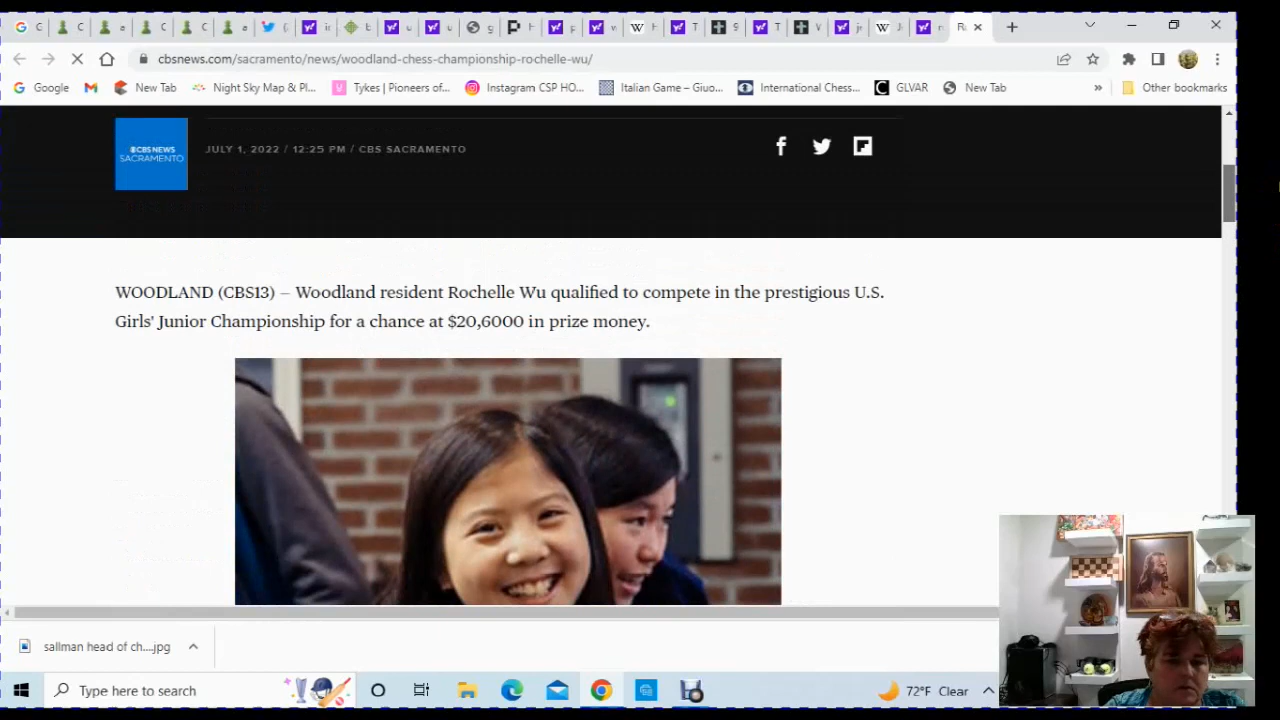 C
C
a
C
C
a
(
ic
b
u
u
g
H
p
w
H
T
9
T
V
je
J
n
Ro
cbsnews.com/sacramento/news/woodland-chess-championship-rochelle-wu/
Google
New Tab
Night Sky Map & Pl...
Tykes | Pioneers of...
Instagram CSP HO...
Italian Game – Giuo...
International Chess...
GLVAR
New Tab
»
Other bookmarks
©CBS NEWS
SACRAMENTO
JULY 1, 2022 / 12:25 PM / CBS SACRAMENTO
WOODLAND (CBS13) – Woodland resident Rochelle Wu qualified to compete in the prestigious U.S.
Girls' Junior Championship for a chance at $20,6000 in prize money.
sallman head of ch....jpg
Type here to search
72°F Clear